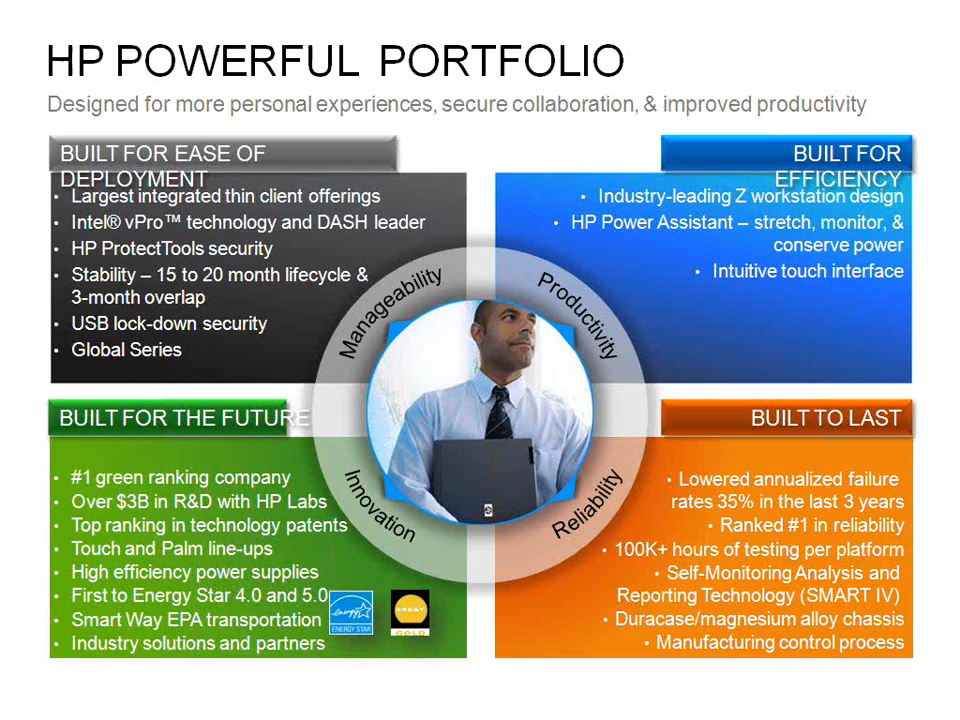 HP POWERFUL PORTFOLIO
Designed for more personal experiences, secure collaboration, & improved productivity
BUILT FOR EASE OF
DEPLOYMENT
• Largest integrated thin client offerings
• Intel® vPro™ technology and DASH leader
• HP ProtectTools security
• Stability – 15 to 20 month lifecycle &
3-month overlap
• USB lock-down security
• Global Series
BUILT FOR
EFFICIENCY
• Industry-leading Z workstation design
• HP Power Assistant – stretch, monitor, &
conserve power
• Intuitive touch interface
Manageability
Productivity
Innovation
Reliability
hp
BUILT FOR THE FUTURE
• #1 green ranking company
• Over $3B in R&D with HP Labs
• Top ranking in technology patents
• Touch and Palm line-ups
• High efficiency power supplies
• First to Energy Star 4.0 and 5.0
• Smart Way EPA transportation
• Industry solutions and partners
energy
ENERGY STAR
EPEAT
GOLD
BUILT TO LAST
• Lowered annualized failure
rates 35% in the last 3 years
• Ranked #1 in reliability
• 100K+ hours of testing per platform
• Self-Monitoring Analysis and
Reporting Technology (SMART IV)
• Duracase/magnesium alloy chassis
• Manufacturing control process